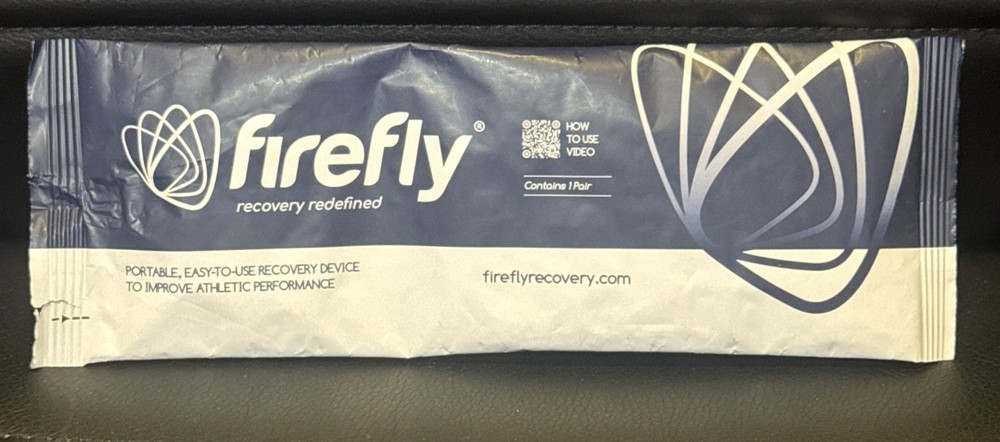 firefly®
recovery redefined
HOW
TO USE
VIDEO
Contains 1 Pair
PORTABLE, EASY-TO-USE RECOVERY DEVICE
TO IMPROVE ATHLETIC PERFORMANCE
fireflyrecovery.com